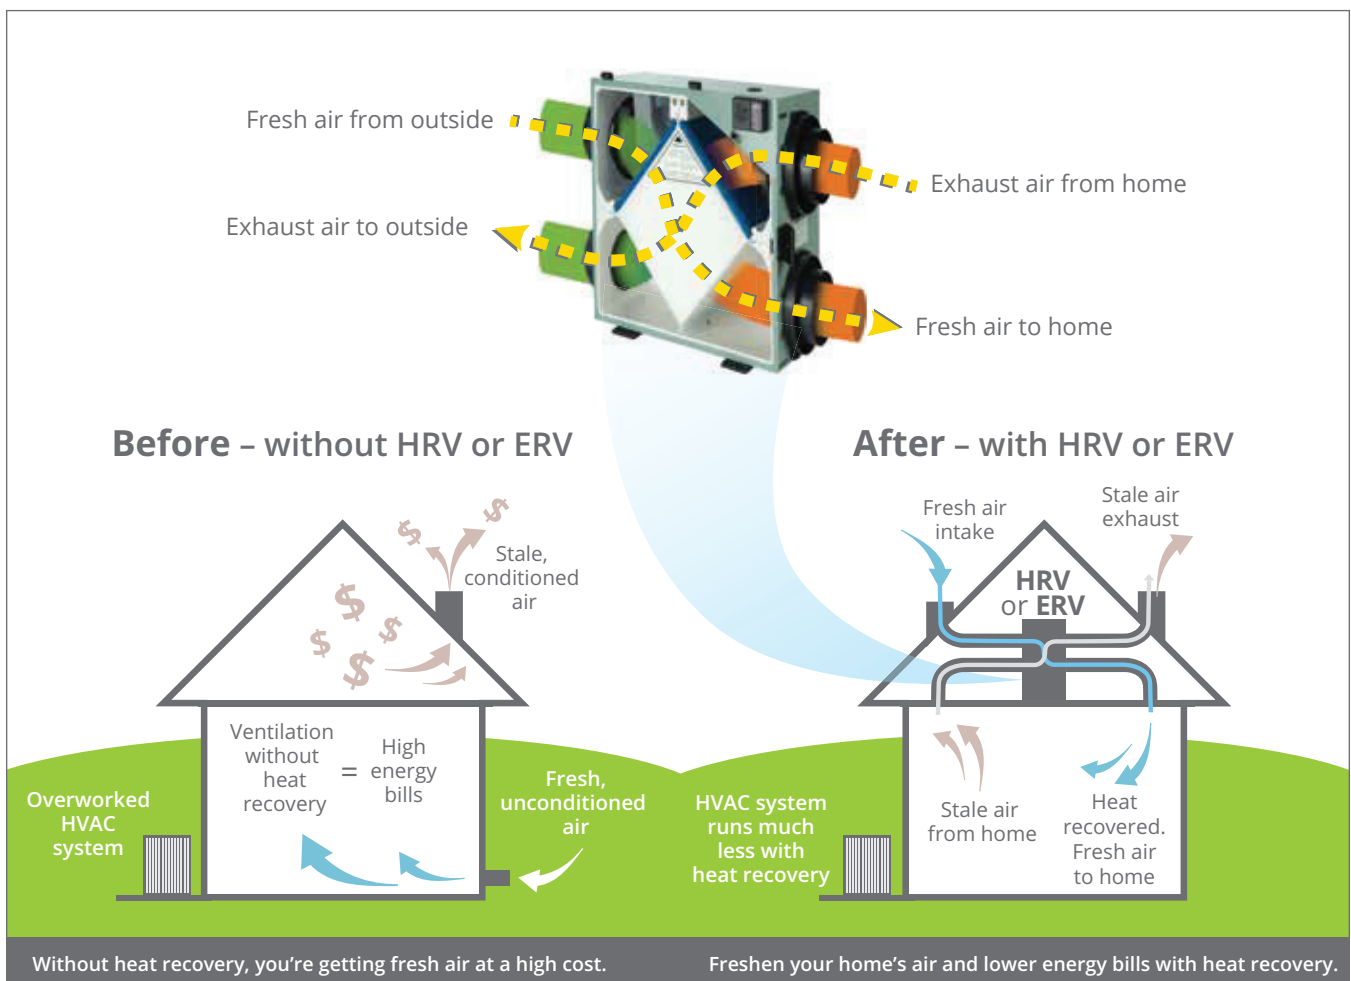 Fresh air from outside
Exhaust air from home
Exhaust air to outside
Fresh air to home
Before – without HRV or ERV
$
$
Stale,
conditioned
air
$
$
$
$
Ventilation
without
heat
recovery
=
High
energy
bills
Overworked
HVAC
system
Fresh,
unconditioned
air
After – with HRV or ERV
Fresh air
intake
Stale air
exhaust
HRV
or ERV
HVAC system
runs much
less with
heat recovery
Stale air
from home
Heat
recovered.
Fresh air
to home
Without heat recovery, you’re getting fresh air at a high cost.
Freshen your home’s air and lower energy bills with heat recovery.